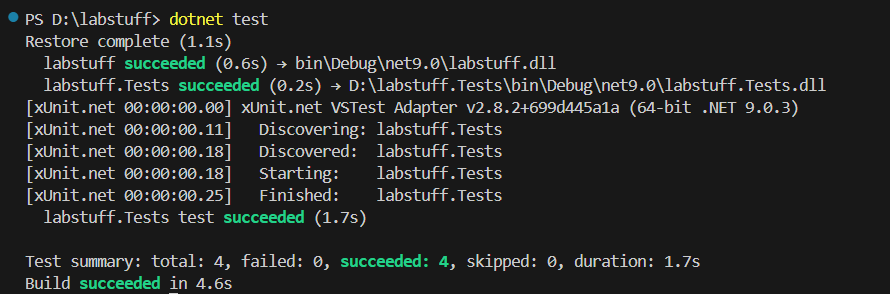 PS D:\labstuff> dotnet test
Restore complete (1.1s)
  labstuff succeeded (0.6s) → bin\Debug\net9.0\labstuff.dll
  labstuff.Tests succeeded (0.2s) → D:\labstuff.Tests\bin\Debug\net9.0\labstuff.Tests.dll
[xUnit.net 00:00:00.00] xUnit.net VSTest Adapter v2.8.2+699d445a1a (64-bit .NET 9.0.3)
[xUnit.net 00:00:00.11]   Discovering: labstuff.Tests
[xUnit.net 00:00:00.18]   Discovered:  labstuff.Tests
[xUnit.net 00:00:00.18]   Starting:    labstuff.Tests
[xUnit.net 00:00:00.25]   Finished:    labstuff.Tests
  labstuff.Tests test succeeded (1.7s)

Test summary: total: 4, failed: 0, succeeded: 4, skipped: 0, duration: 1.7s
Build succeeded in 4.6s